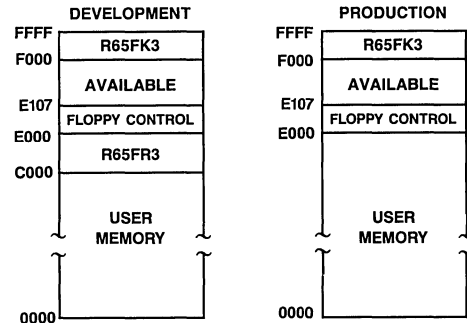 DEVELOPMENT
FFFF
R65FK3
F000
AVAILABLE
E107
FLOPPY CONTROL
E000
R65FR3
C000
USER
MEMORY
0000
PRODUCTION
FFFF
R65FK3
F000
AVAILABLE
E107
FLOPPY CONTROL
E000
USER
MEMORY
0000